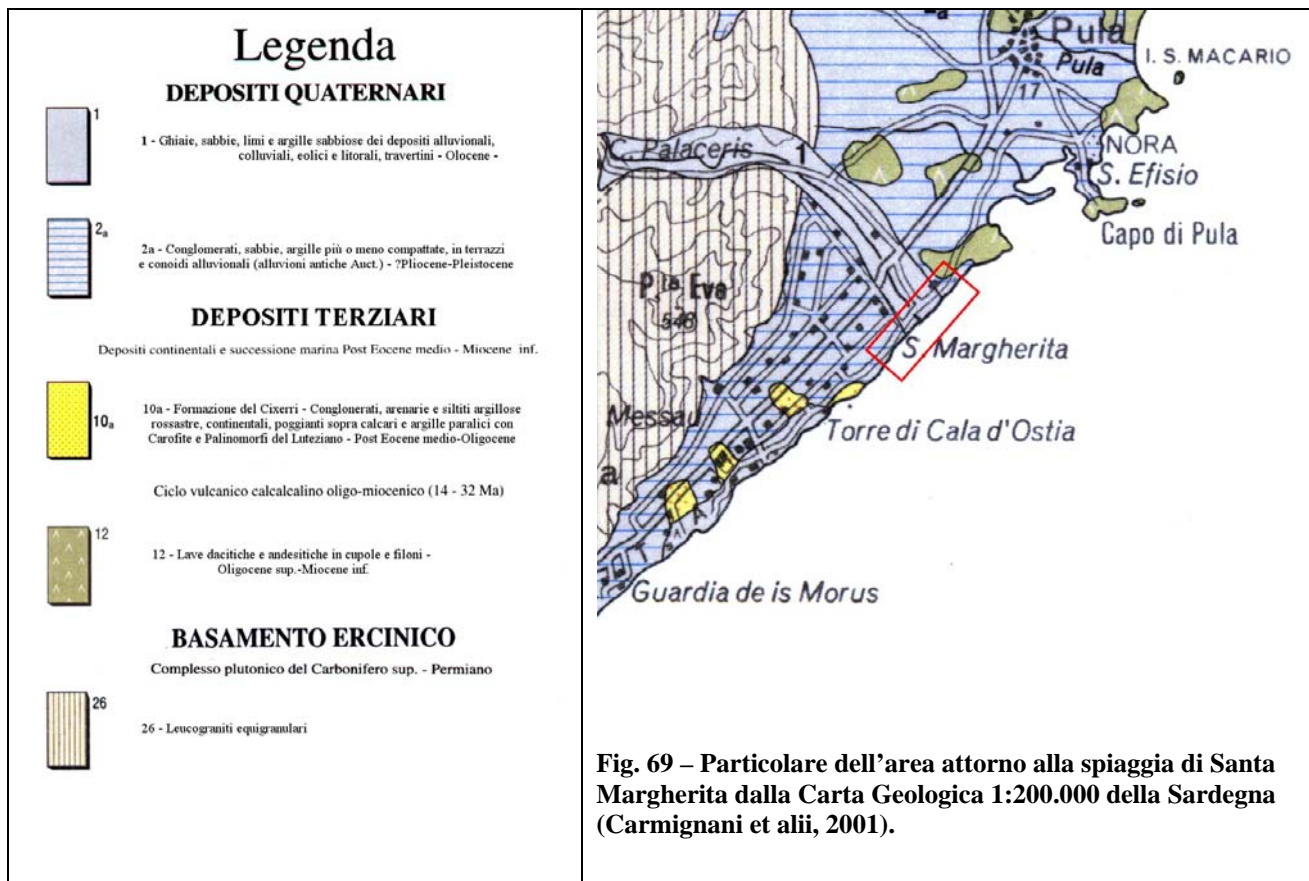 Legenda
DEPOSITI QUATERNARI
1
1 - Ghiaie, sabbie, limi e argille sabbiose dei depositi alluvionali,
colluviali, eolici e litorali, travertini - Olocene -
2a
2a - Conglomerati, sabbie, argille più o meno compattate, in terrazzi
e conoidi alluvionali (alluvioni antiche Auct.) - ?Pliocene-Pleistocene
DEPOSITI TERZIARI
Depositi continentali e successione marina Post Eocene medio - Miocene inf.
10a
10a - Formazione del Cixerri - Conglonerati, arenarie e siltiti argillose
rossastre, continentali, poggianti sopra calcari e argille paralici con
Carofite e Palinomorfi del Luteziano - Post Eocene medio-Oligocene
Ciclo vulcanico calcalcalino oligo-miocenico (14 - 32 Ma)
12
12 - Lave dacitiche e andesitiche in cupole e filoni -
Oligocene sup.-Miocene inf.
BASAMENTO ERCINICO
Complesso plutonico del Carbonifero sup. - Permiano
26
26 - Leucograniti equigranulari
Pula
Pula
17
I. S. MACARIO
C. Palaceris
1
NORA
S. Efisio
Capo di Pula
P.ta Eva
546
S. Margherita
Torre di Cala d'Ostia
a
A
T
Guardia de is Morus
Fig. 69 – Particolare dell'area attorno alla spiaggia di Santa
Margherita dalla Carta Geologica 1:200.000 della Sardegna
(Carmignani et alii, 2001).